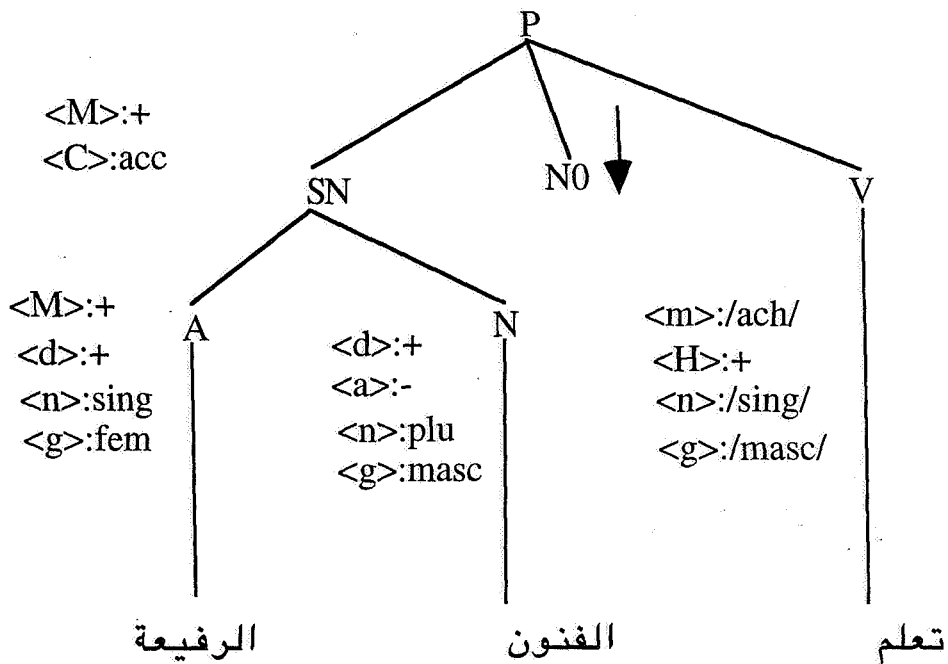 P
<M>:+
<C>:acc
SN
N0
V
<M>:+
<d>:+
<n>:sing
<g>:fem
A
<d>:+
<a>:-
<n>:plu
<g>:masc
N
<m>:/ach/
<H>:+
<n>:/sing/
<g>:/masc/
تعلم الفنون الرفيعة